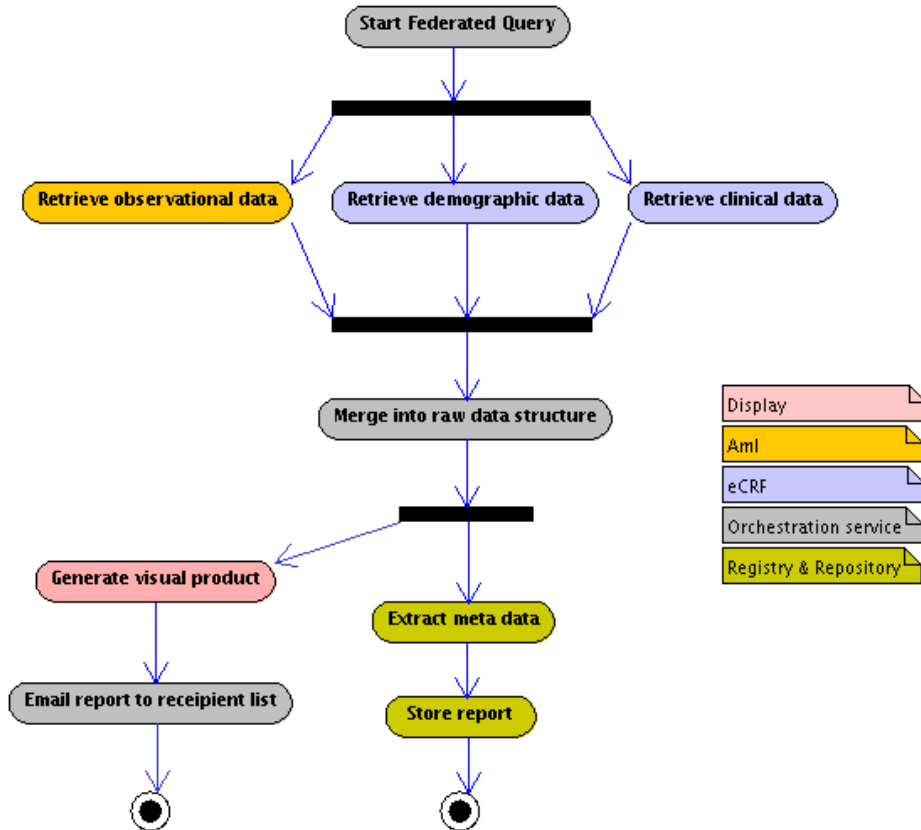 Start Federated Query
Retrieve observational data
Retrieve demographic data
Retrieve clinical data
Merge into raw data structure
Display
AmI
eCRF
Orchestration service
Registry & Repository
Generate visual product
Extract meta data
Email report to receipient list
Store report